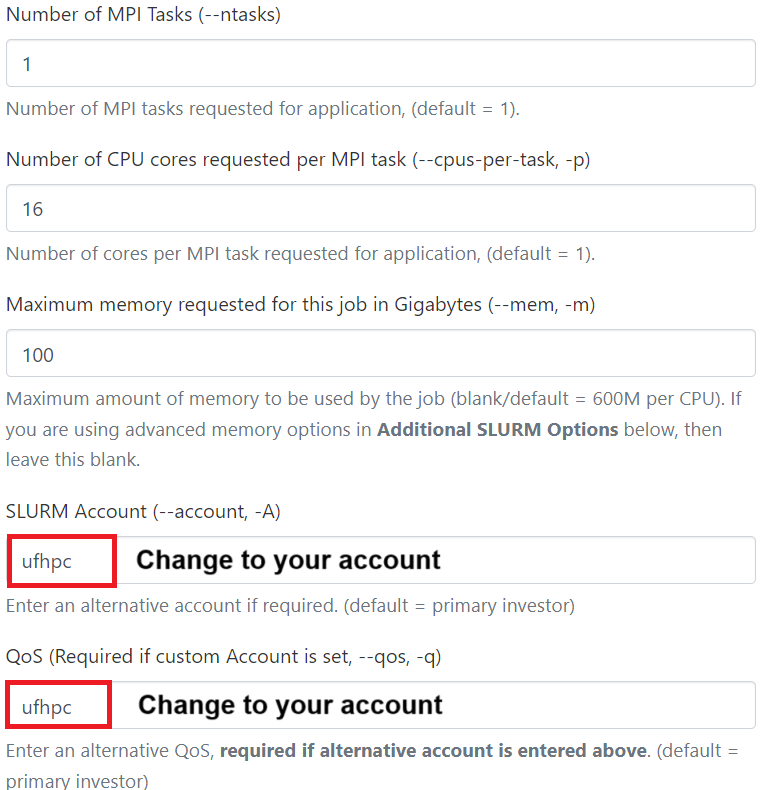 Number of MPI Tasks (--ntasks)
1
Number of MPI tasks requested for application, (default = 1).
Number of CPU cores requested per MPI task (--cpus-per-task, -p)
16
Number of cores per MPI task requested for application, (default = 1).
Maximum memory requested for this job in Gigabytes (--mem, -m)
100
Maximum amount of memory to be used by the job (blank/default = 600M per CPU). If
you are using advanced memory options in Additional SLURM Options below, then
leave this blank.
SLURM Account (--account, -A)
ufhpc Change to your account
Enter an alternative account if required. (default = primary investor)
QoS (Required if custom Account is set, --qos, -q)
ufhpc Change to your account
Enter an alternative QoS, required if alternative account is entered above. (default =
primary investor)